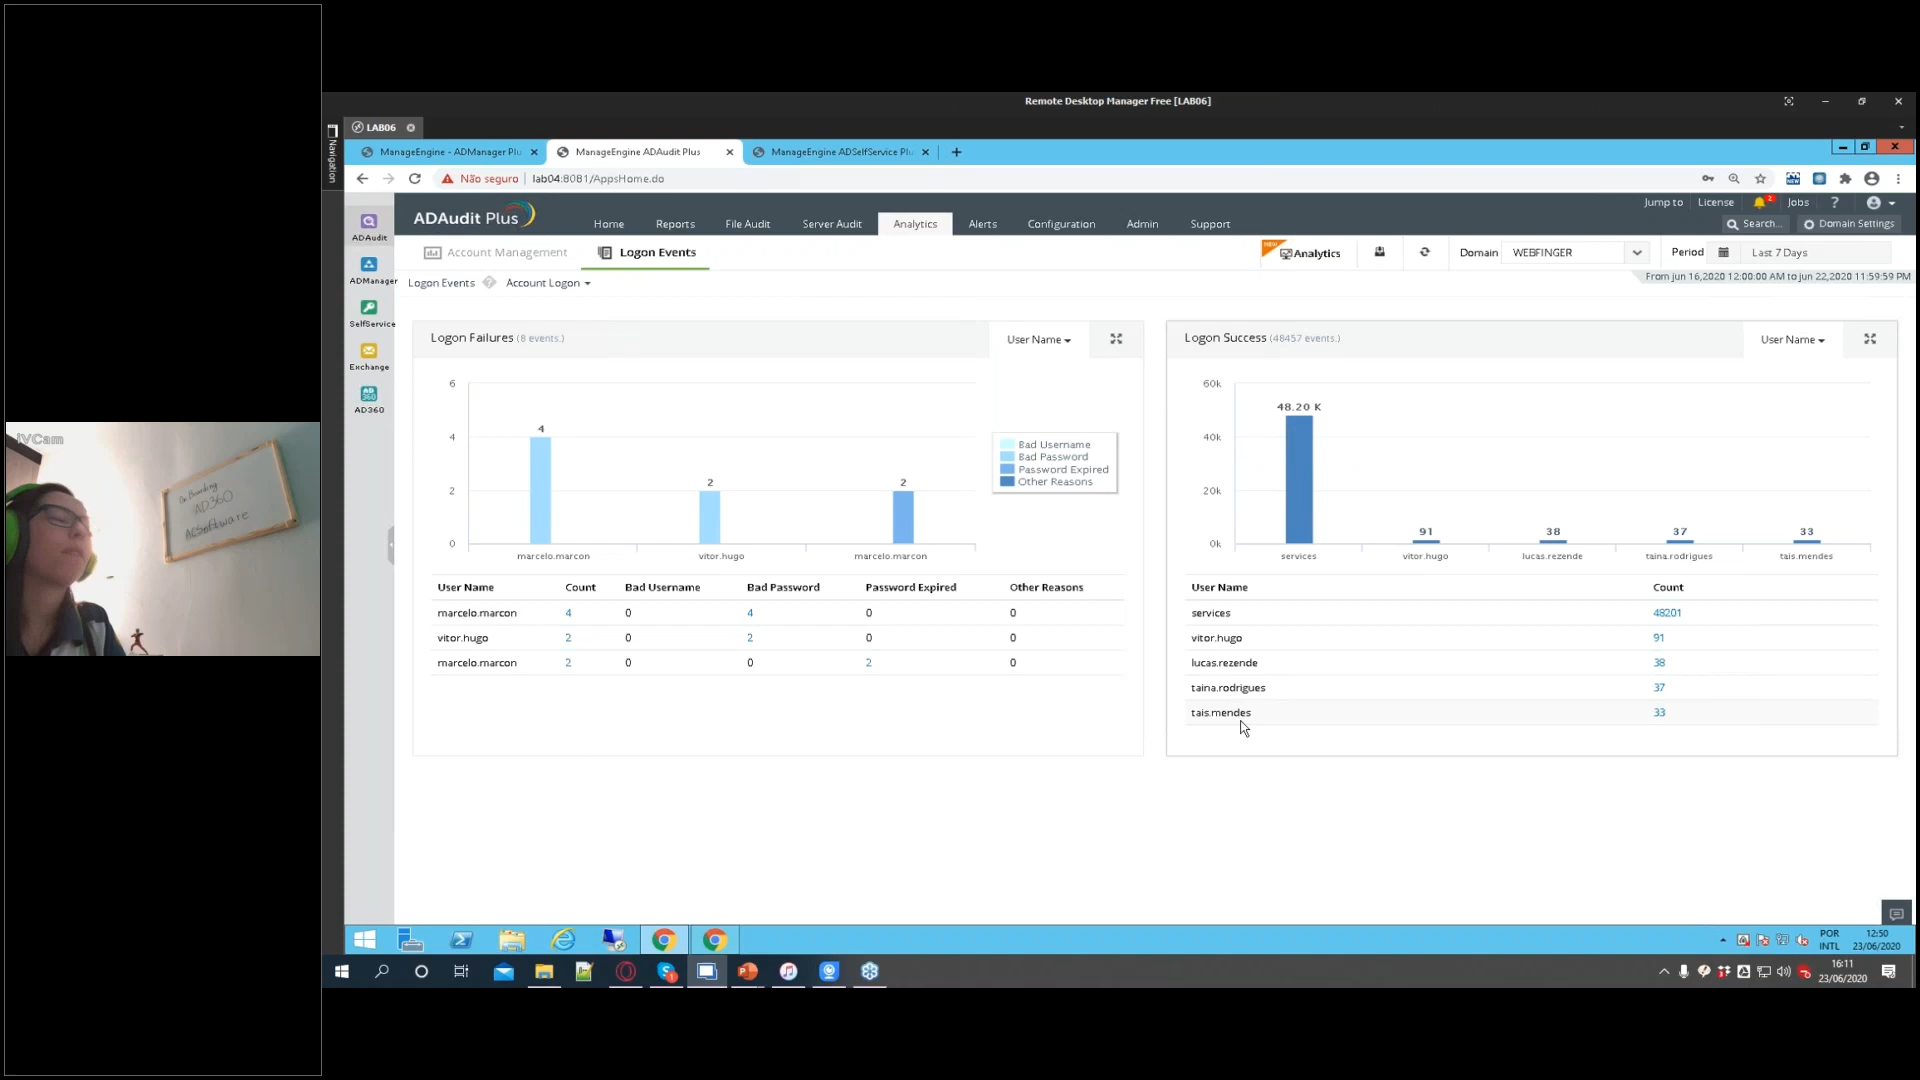 Remote Desktop Manager Free [LAB06]
LAB06
Navigation
ManageEngine - ADManager Plu
ManageEngine ADAudit Plus
ManageEngine ADSelfService Plu
Não seguro
lab04:8081/AppsHome.do
ADAudit Plus
Home
Reports
File Audit
Server Audit
Analytics
Alerts
Configuration
Admin
Support
Jump to
License
2
Jobs
?
Search...
Domain Settings
ADAudit
ADManager
SelfService
Exchange
AD360
Account Management
Logon Events
NEW
Analytics
Domain
WEBFINGER
Period
Last 7 Days
From jun 16,2020 12:00:00 AM to jun 22,2020 11:59:59 PM
Logon Events
Account Logon
Logon Failures (8 events.)
User Name
6
4
2
0
4
2
2
marcelo.marcon
vitor.hugo
marcelo.marcon
Bad Username
Bad Password
Password Expired
Other Reasons
User Name Count Bad Username Bad Password Password Expired Other Reasons
marcelo.marcon 4 0 4 0 0
vitor.hugo 2 0 2 0 0
marcelo.marcon 2 0 0 2 0
Logon Success (48457 events.)
User Name
60k
40k
20k
0k
48.20 K
91
38
37
33
services
vitor.hugo
lucas.rezende
taina.rodrigues
tais.mendes
User Name Count
services 48201
vitor.hugo 91
lucas.rezende 38
taina.rodrigues 37
tais.mendes 33
iVCam
On Boarding
AD360
ACSoftware
POR
INTL
12:50
23/06/2020
16:11
23/06/2020